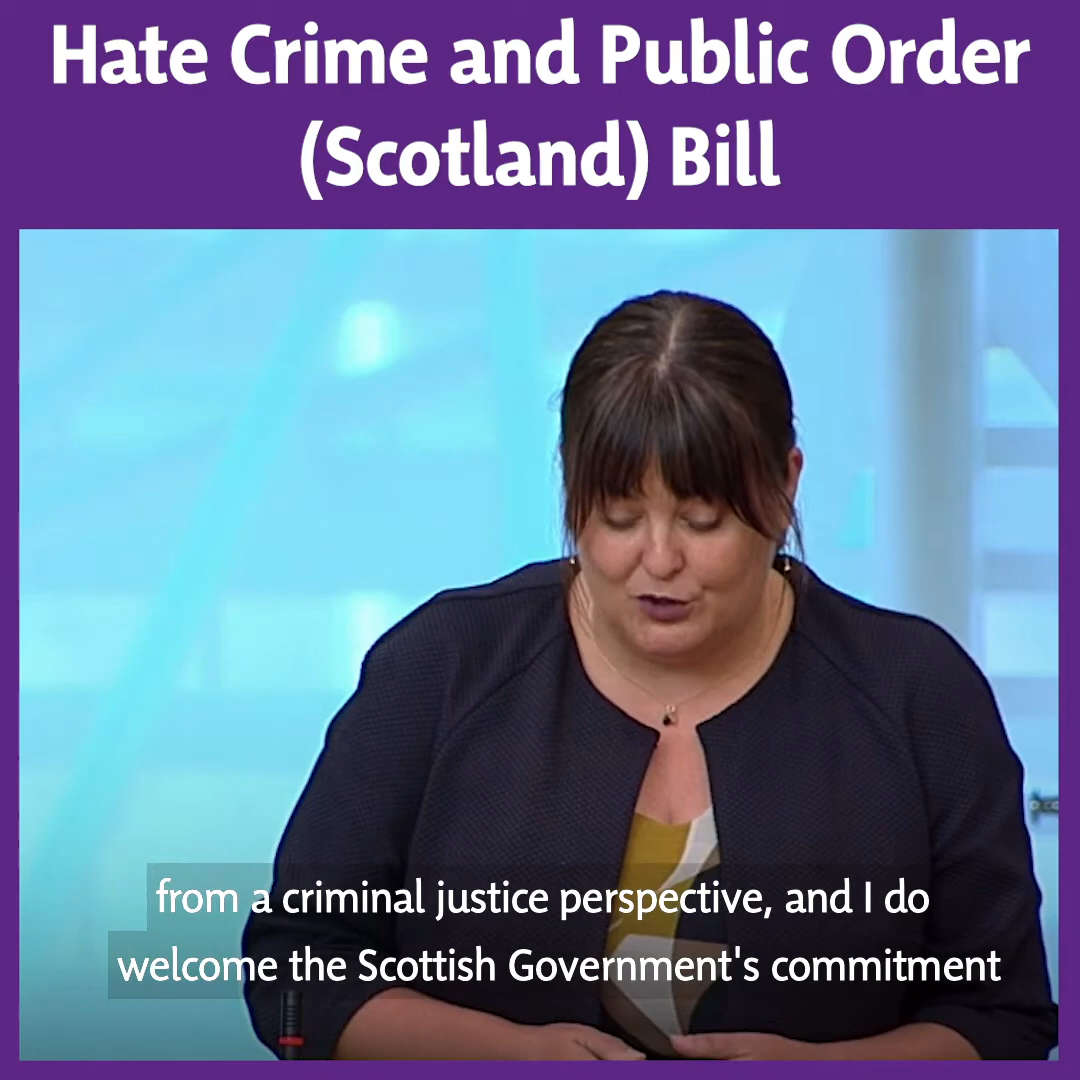 Hate Crime and Public Order
(Scotland) Bill
from a criminal justice perspective, and I do
welcome the Scottish Government's commitment